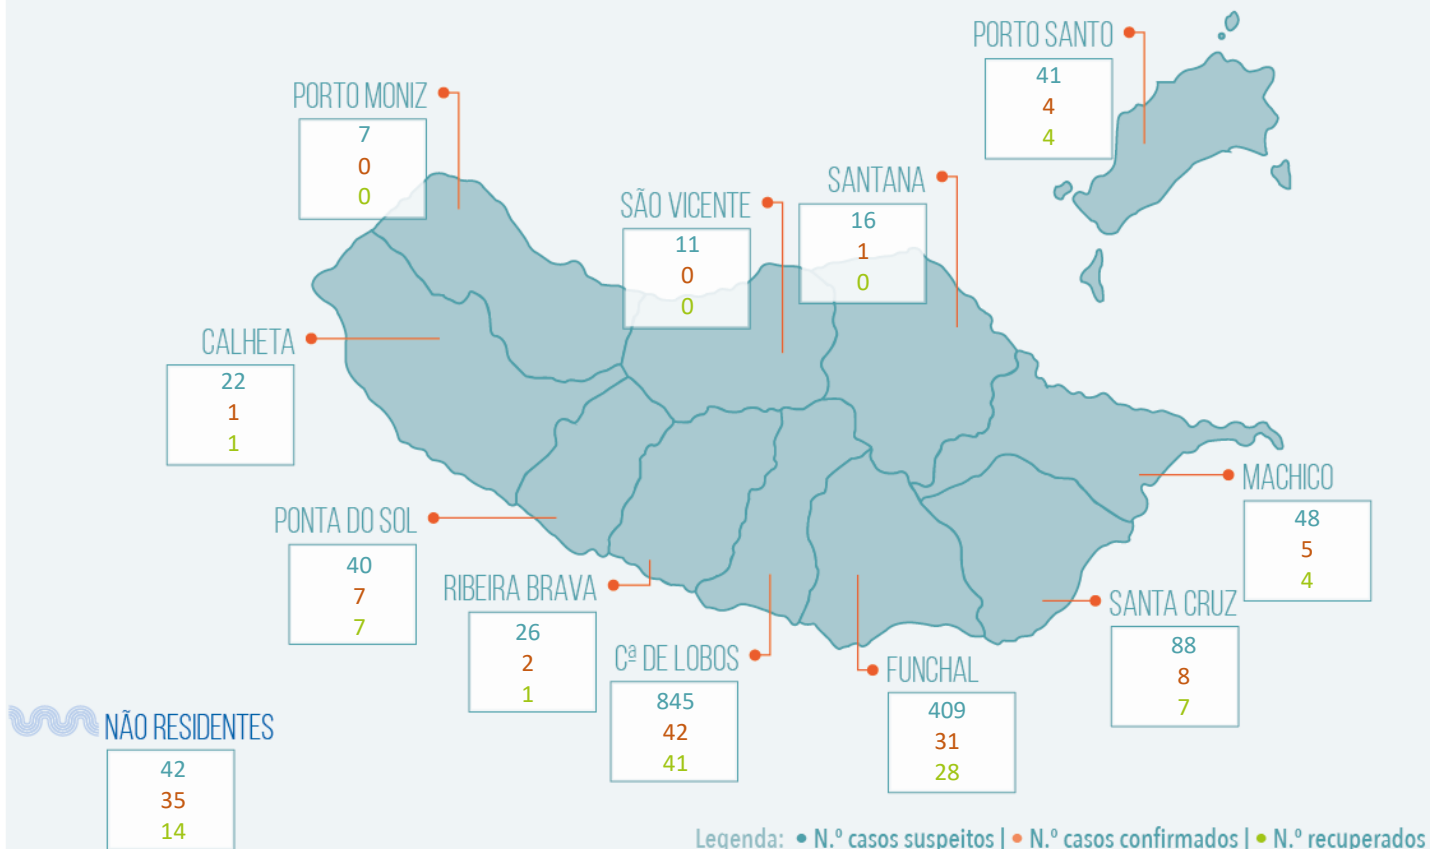 PORTO SANTO
41
4
4
PORTO MONIZ
7
0
0
SANTANA
16
1
0
SÃO VICENTE
11
0
0
CALHETA
22
1
1
MACHICO
48
5
4
PONTA DO SOL
40
7
7
RIBEIRA BRAVA
26
2
1
SANTA CRUZ
88
8
7
Cª DE LOBOS
845
42
41
FUNCHAL
409
31
28
NÃO RESIDENTES
42
35
14
Legenda: • N.º casos suspeitos | • N.º casos confirmados | • N.º recuperados